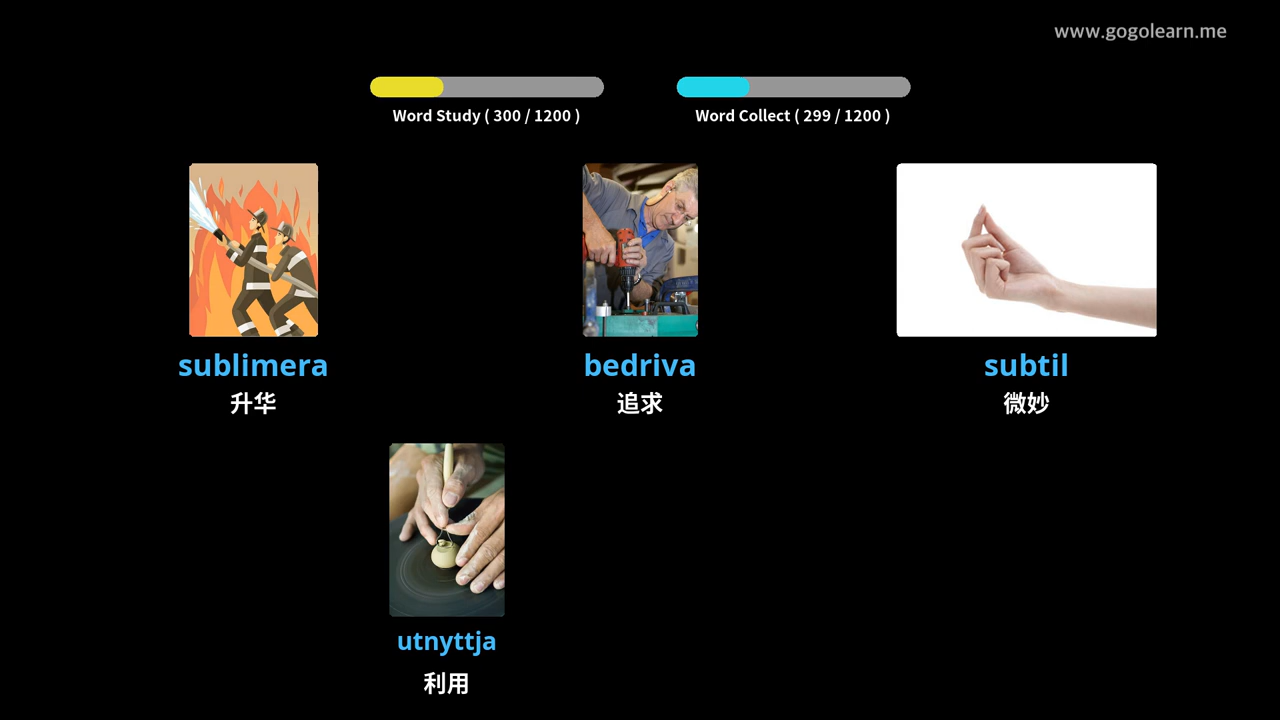 www.gogolearn.me
Word Study ( 300 / 1200 )
Word Collect ( 299 / 1200 )
sublimera
升华
bedriva
追求
subtil
微妙
utnyttja
利用